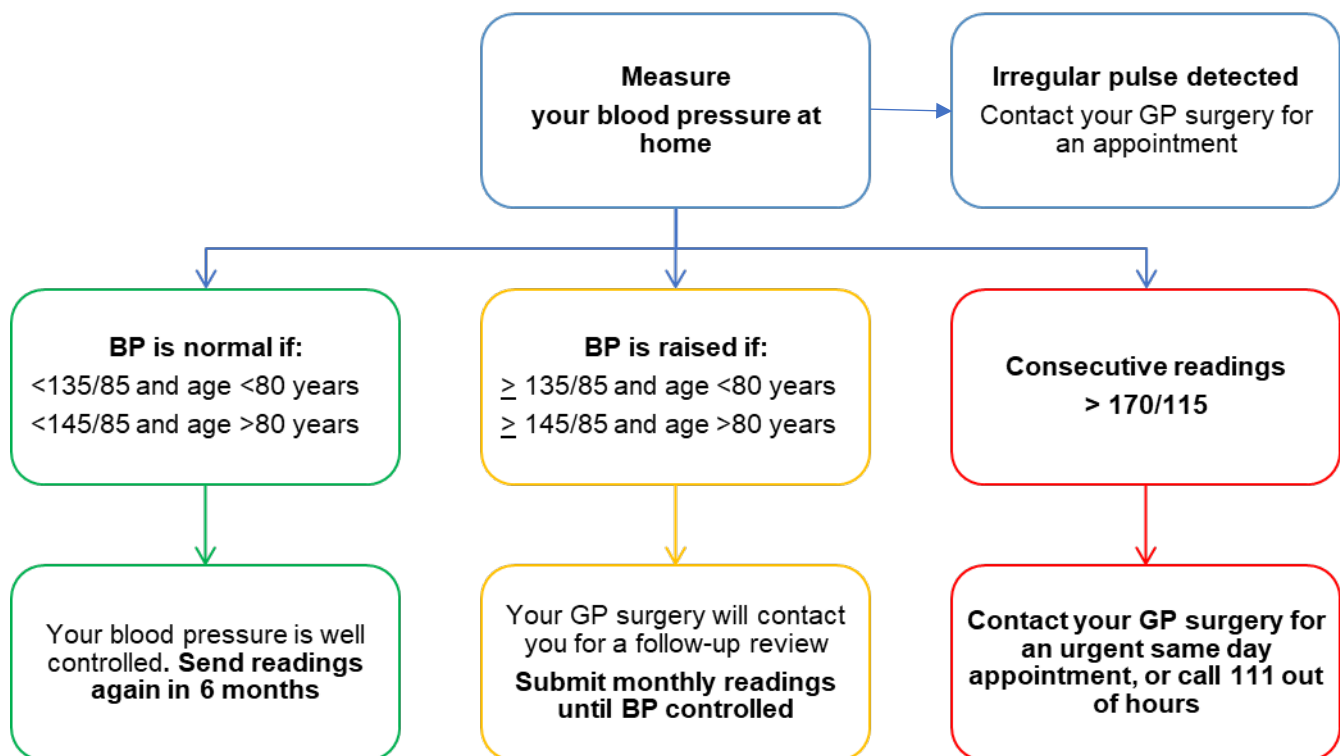 Measure
your blood pressure at
home
Irregular pulse detected
Contact your GP surgery for
an appointment
BP is normal if:
<135/85 and age <80 years
<145/85 and age >80 years
BP is raised if:
≥ 135/85 and age <80 years
≥ 145/85 and age >80 years
Consecutive readings
> 170/115
Your blood pressure is well
controlled. Send readings
again in 6 months
Your GP surgery will contact
you for a follow-up review
Submit monthly readings
until BP controlled
Contact your GP surgery for
an urgent same day
appointment, or call 111 out
of hours